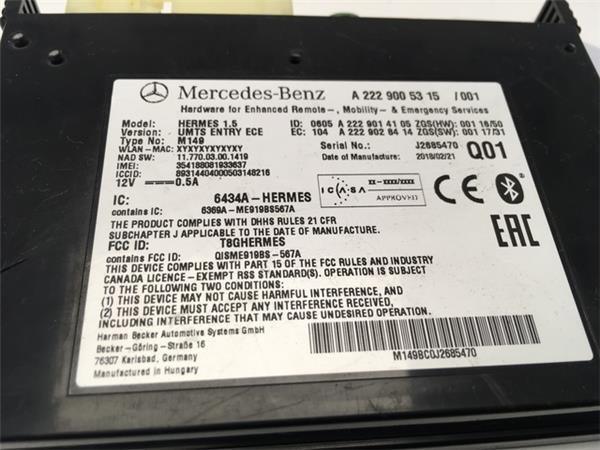 Mercedes-Benz A 222 900 53 15 /001
Hardware for Enhanced Remote-, Mobility- & Emergency Services
Model: HERMES 1.5 ID: 0605 A 222 901 41 05 ZGS(HW): 001 16/50
Version: UMTS ENTRY ECE EC: 104 A 222 902 84 14 ZGS(SW): 001 17/31
Type No: M149 Serial No.: J2685470
WLAN-MAC: XYXYXYXYXYXY Date of Manufacture: 2018/02/21 Q01
NAD SW: 11.770.03.00.1419
IMEI: 354188081933637
ICCID: 89314404000503148216
12V 0.5A
IC: 6434A-HERMES
contains IC: 6369A-ME919BS567A
ICASA
XX-XXXX/XXXX
APPROVED
CE
EAC
THE PRODUCT COMPLIES WITH DHHS RULES 21 CFR
SUBCHAPTER J APPLICABLE TO THE DATE OF MANUFACTURE.
FCC ID: T8GHERMES
contains FCC ID: QISME919BS-567A
THIS DEVICE COMPLIES WITH PART 15 OF THE FCC RULES AND INDUSTRY
CANADA LICENCE-EXEMPT RSS STANDARD(S). OPERATION IS SUBJECT
TO THE FOLLOWING TWO CONDITIONS:
(1) THIS DEVICE MAY NOT CAUSE HARMFUL INTERFERENCE, AND
(2) THIS DEVICE MUST ACCEPT ANY INTERFERENCE RECEIVED,
INCLUDING INTERFERENCE THAT MAY CAUSE UNDESIRED OPERATION.
Harman Becker Automotive Systems GmbH
Becker-Göring-Straße 16
76307 Karlsbad, Germany
Manufactured in Hungary
M149BC0J2685470